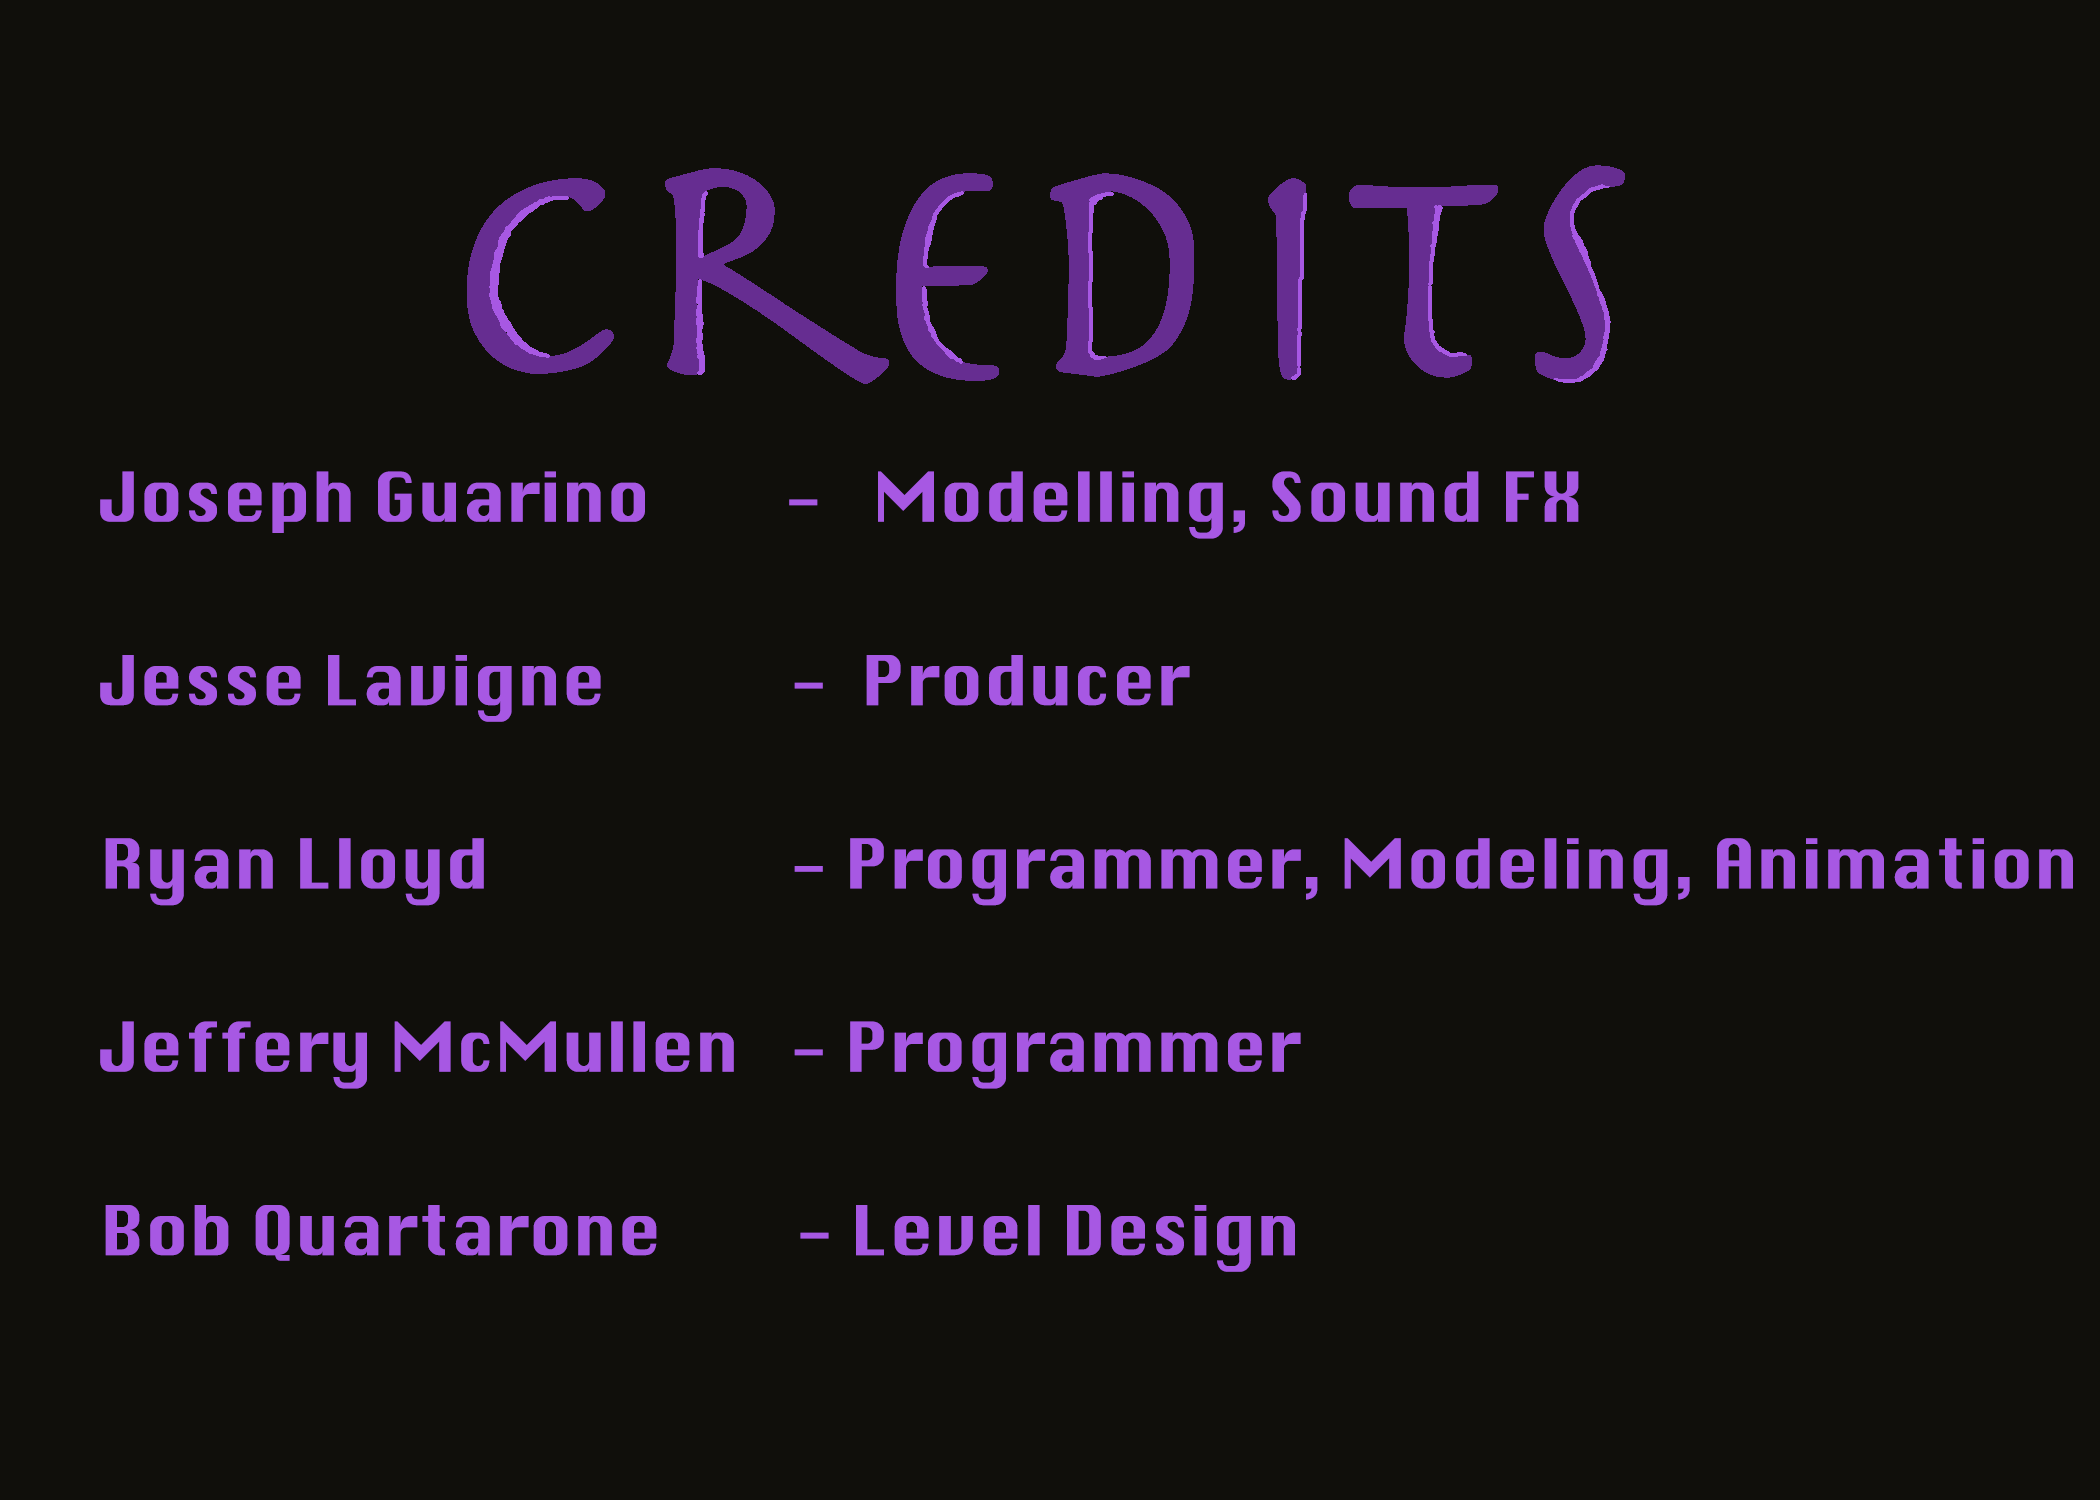 CREDITS
Joseph Guarino - Modelling, Sound FX
Jesse Lavigne - Producer
Ryan Lloyd - Programmer, Modeling, Animation
Jeffery McMullen - Programmer
Bob Quartarone - Level Design